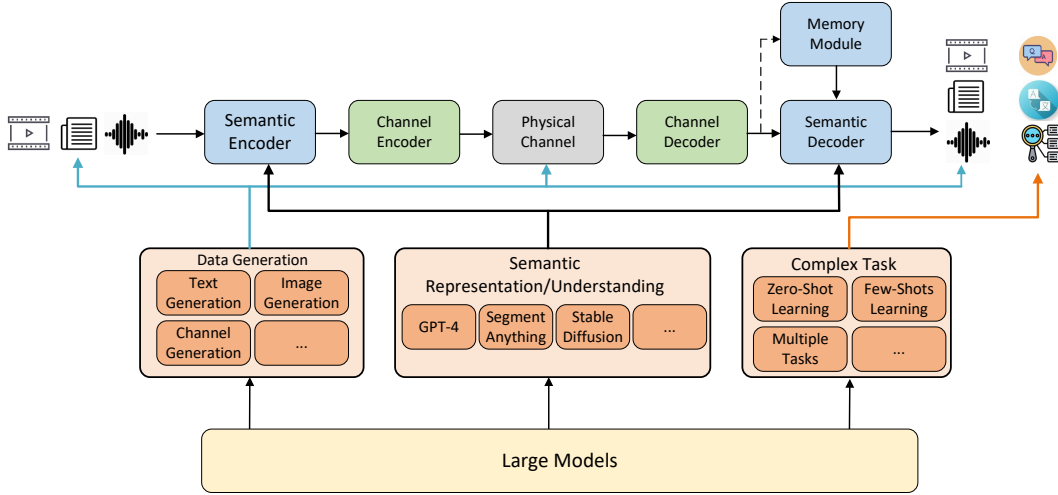 Memory
Module
Q
A
Semantic
Encoder
Channel
Encoder
Physical
Channel
Channel
Decoder
Semantic
Decoder
A
文
Data Generation
Text
Generation
Image
Generation
Channel
Generation
...
Semantic
Representation/Understanding
GPT-4
Segment
Anything
Stable
Diffusion
...
Complex Task
Zero-Shot
Learning
Few-Shots
Learning
Multiple
Tasks
...
Large Models